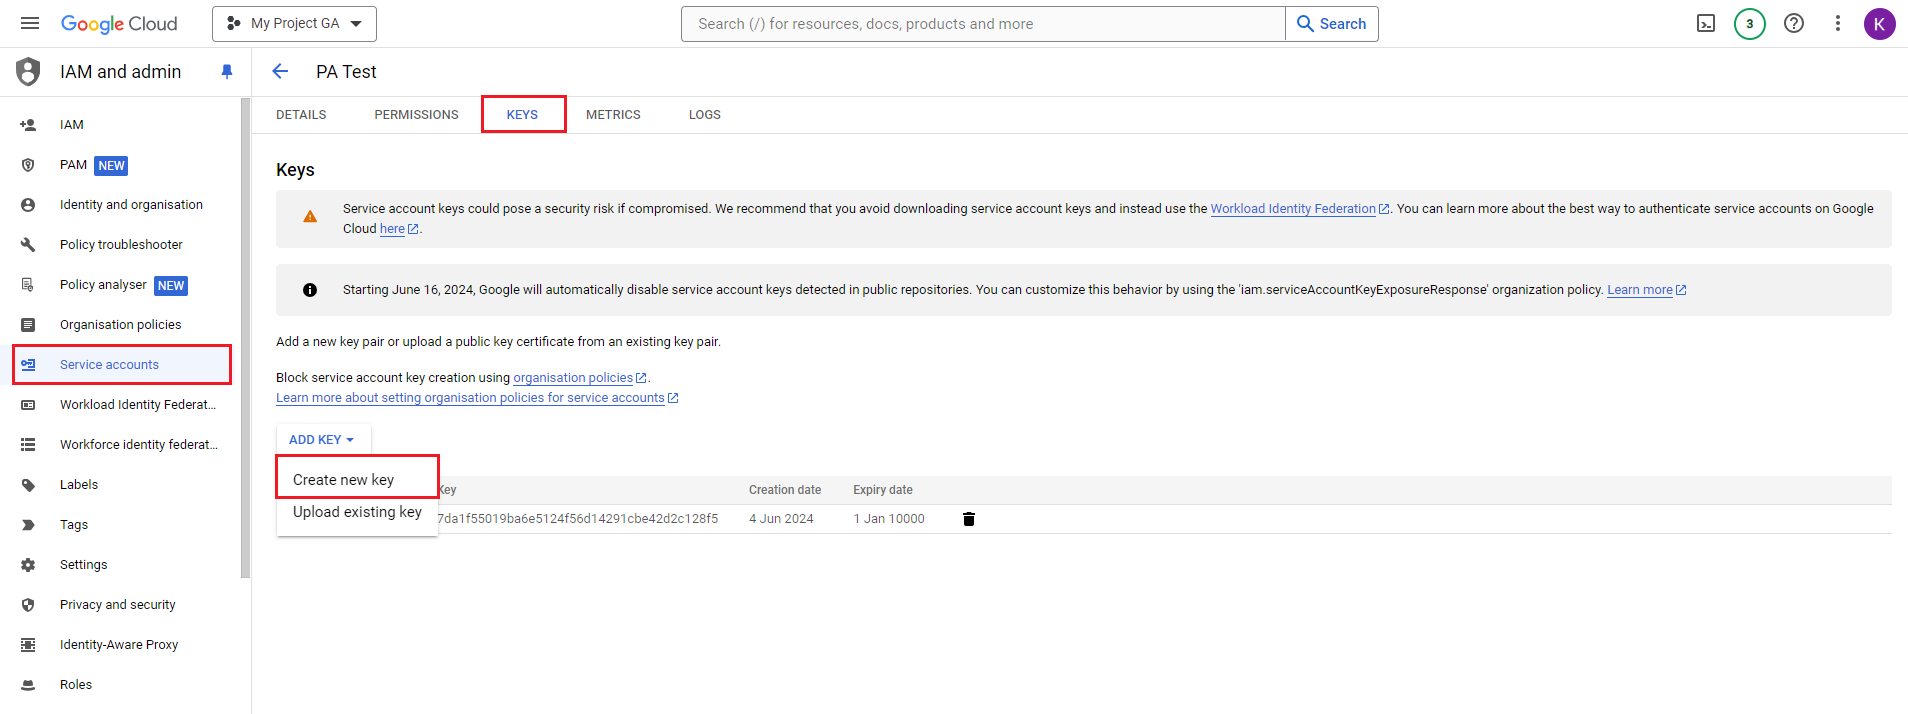 Google Cloud
My Project GA
Search (/) for resources, docs, products and more
Search
3
K
IAM and admin
PA Test
DETAILS
PERMISSIONS
KEYS
METRICS
LOGS
IAM
PAM NEW
Identity and organisation
Policy troubleshooter
Policy analyser NEW
Organisation policies
Service accounts
Workload Identity Federat...
Workforce identity federat...
Labels
Tags
Settings
Privacy and security
Identity-Aware Proxy
Roles
Keys
Service account keys could pose a security risk if compromised. We recommend that you avoid downloading service account keys and instead use the Workload Identity Federation. You can learn more about the best way to authenticate service accounts on Google
Cloud here.
Starting June 16, 2024, Google will automatically disable service account keys detected in public repositories. You can customize this behavior by using the 'iam.serviceAccountKeyExposureResponse' organization policy. Learn more
Add a new key pair or upload a public key certificate from an existing key pair.
Block service account key creation using organisation policies.
Learn more about setting organisation policies for service accounts
ADD KEY
Create new key
Upload existing key
Key
Creation date
Expiry date
7da1f55019ba6e5124f56d14291cbe42d2c128f5
4 Jun 2024
1 Jan 10000